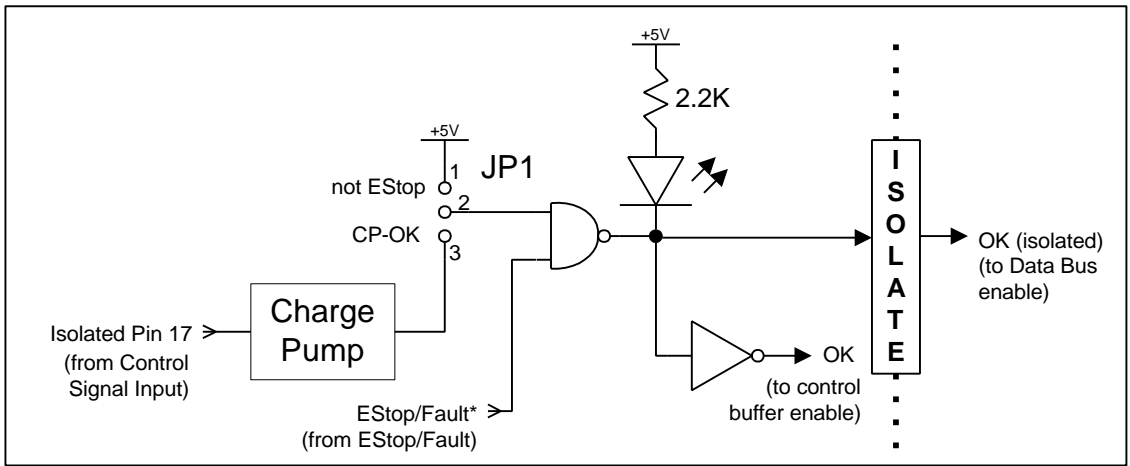 +5V
2.2K
+5V
JP1
1
not EStop
2
CP-OK
3
ISOLATE
OK (isolated)
(to Data Bus
enable)
Charge
Pump
Isolated Pin 17
(from Control
Signal Input)
OK
(to control
buffer enable)
EStop/Fault*
(from EStop/Fault)